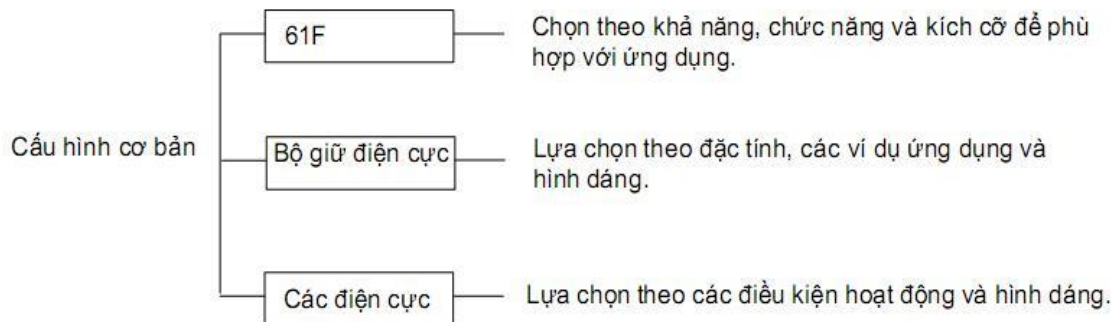 61F
Chọn theo khả năng, chức năng và kích cỡ để phù
hợp với ứng dụng.
Cấu hình cơ bản
Bộ giữ điện cực
Lựa chọn theo đặc tính, các ví dụ ứng dụng và
hình dáng.
Các điện cực
Lựa chọn theo các điều kiện hoạt động và hình dáng.